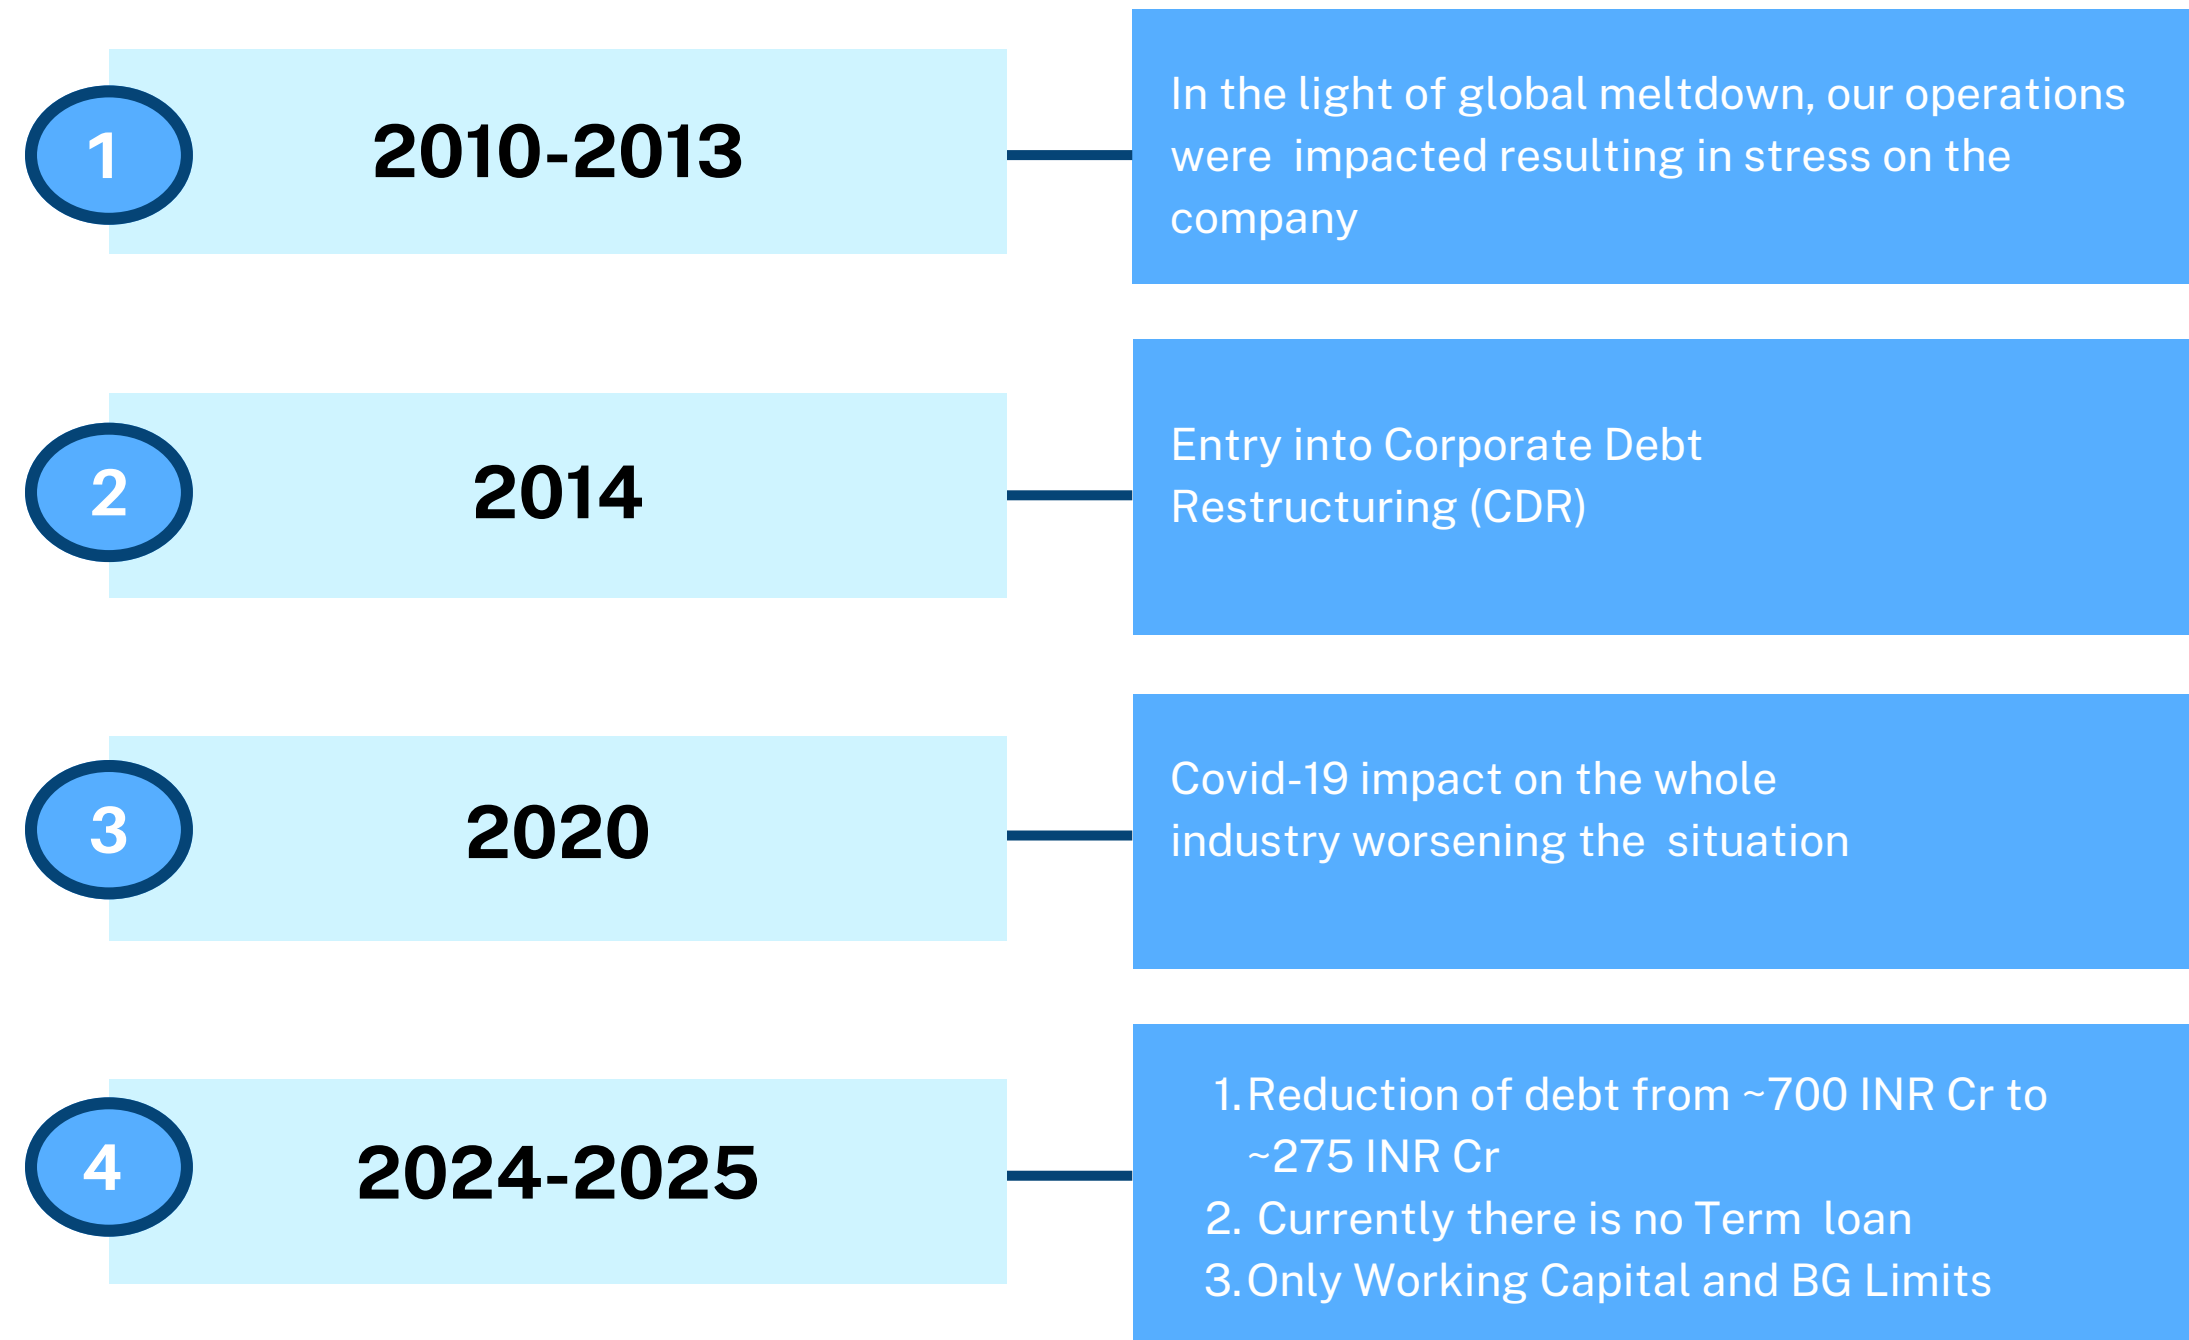 1
2010-2013
In the light of global meltdown, our operations
were  impacted resulting in stress on the
company
2
2014
Entry into Corporate Debt
Restructuring (CDR)
3
2020
Covid-19 impact on the whole
industry worsening the  situation
4
2024-2025
1. Reduction of debt from ~700 INR Cr to
~275 INR Cr
2. Currently there is no Term  loan
3. Only Working Capital and BG Limits